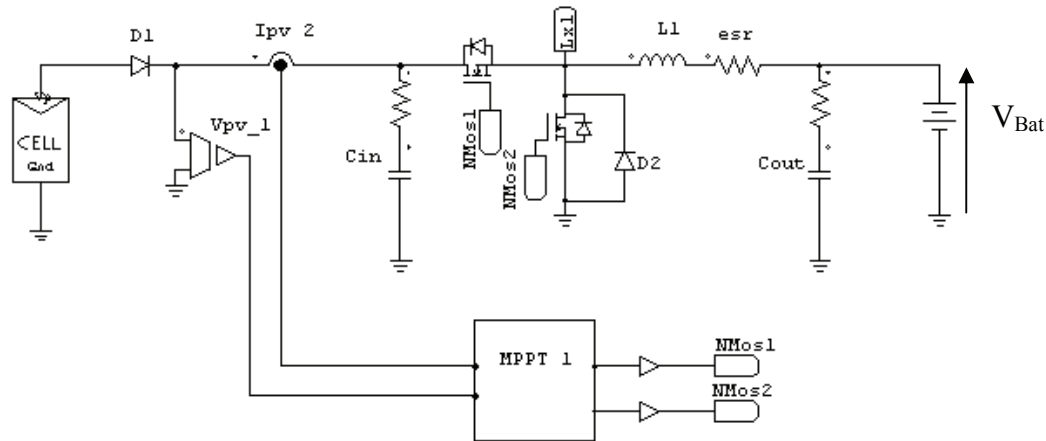 D1
Ipv 2
Lx1
L1
esr
CELL
Gnd
Vpv_1
Cin
NMos1
NMos2
D2
Cout
VBat
MPPT 1
NMos1
NMos2